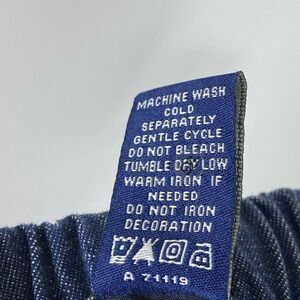 MACHINE WASH
COLD
SEPARATELY
GENTLE CYCLE
DO NOT BLEACH
TUMBLE DRY LOW
WARM IRON IF
NEEDED
DO NOT IRON
DECORATION
A 71119